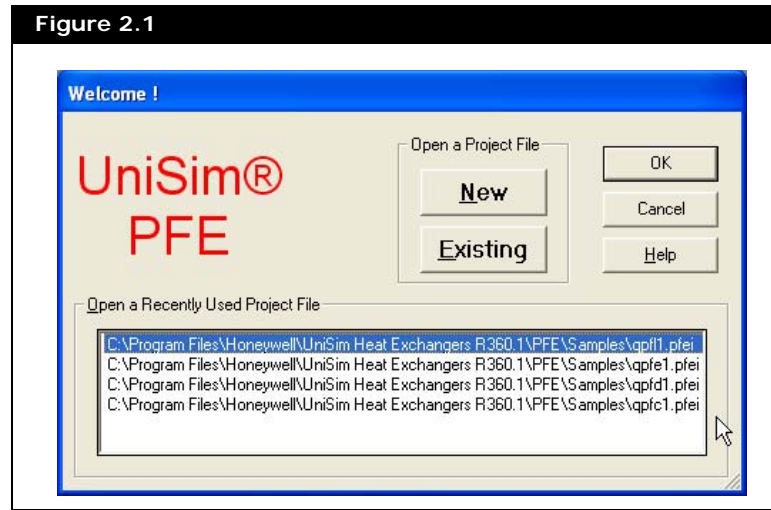 Figure 2.1
Welcome !
UniSim®
PFE
Open a Project File
New
Existing
OK
Cancel
Help
Open a Recently Used Project File
C:\Program Files\Honeywell\UniSim Heat Exchangers R360.1\PFE\Samples\qpfl1.pfei
C:\Program Files\Honeywell\UniSim Heat Exchangers R360.1\PFE\Samples\qpfe1.pfei
C:\Program Files\Honeywell\UniSim Heat Exchangers R360.1\PFE\Samples\qpfd1.pfei
C:\Program Files\Honeywell\UniSim Heat Exchangers R360.1\PFE\Samples\qpfc1.pfei